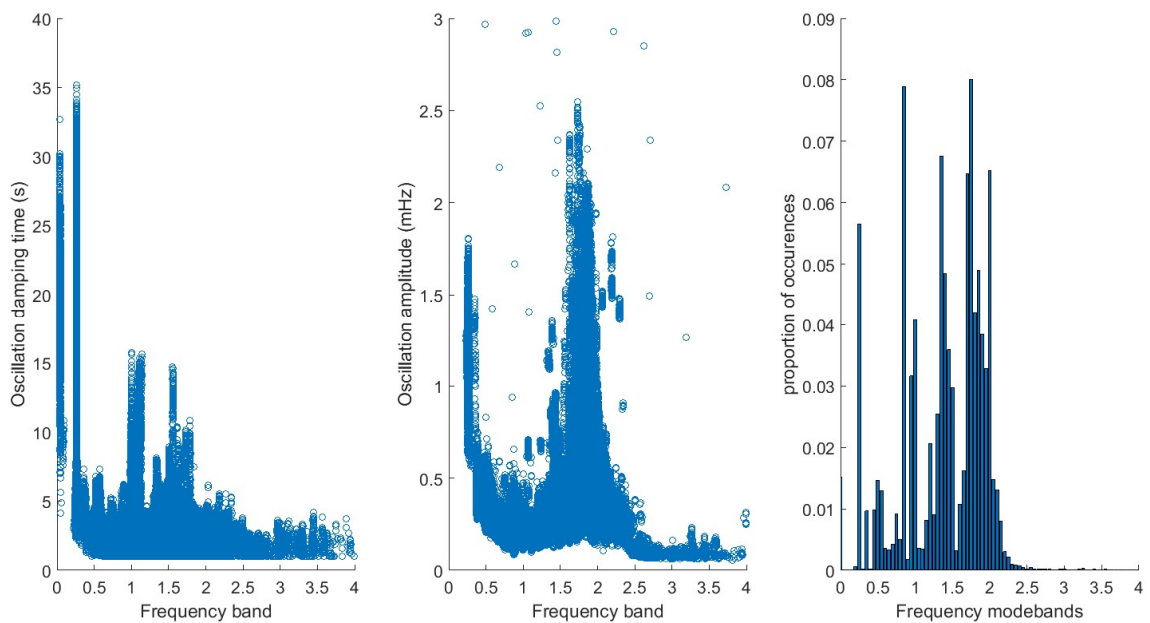 Oscillation damping time (s)
40
35
30
25
20
15
10
5
0
0 0.5 1 1.5 2 2.5 3 3.5 4
Frequency band
Oscillation amplitude (mHz)
3
2.5
2
1.5
1
0.5
0
0 0.5 1 1.5 2 2.5 3 3.5 4
Frequency band
proportion of occurences
0.09
0.08
0.07
0.06
0.05
0.04
0.03
0.02
0.01
0
0 0.5 1 1.5 2 2.5 3 3.5 4
Frequency modebands